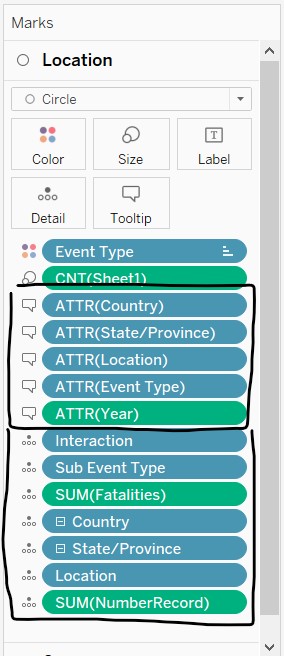 Marks
Location
Circle
Color
Size
Label
Detail
Tooltip
Event Type
CNT(Sheet1)
ATTR(Country)
ATTR(State/Province)
ATTR(Location)
ATTR(Event Type)
ATTR(Year)
Interaction
Sub Event Type
SUM(Fatalities)
Country
State/Province
Location
SUM(NumberRecord)